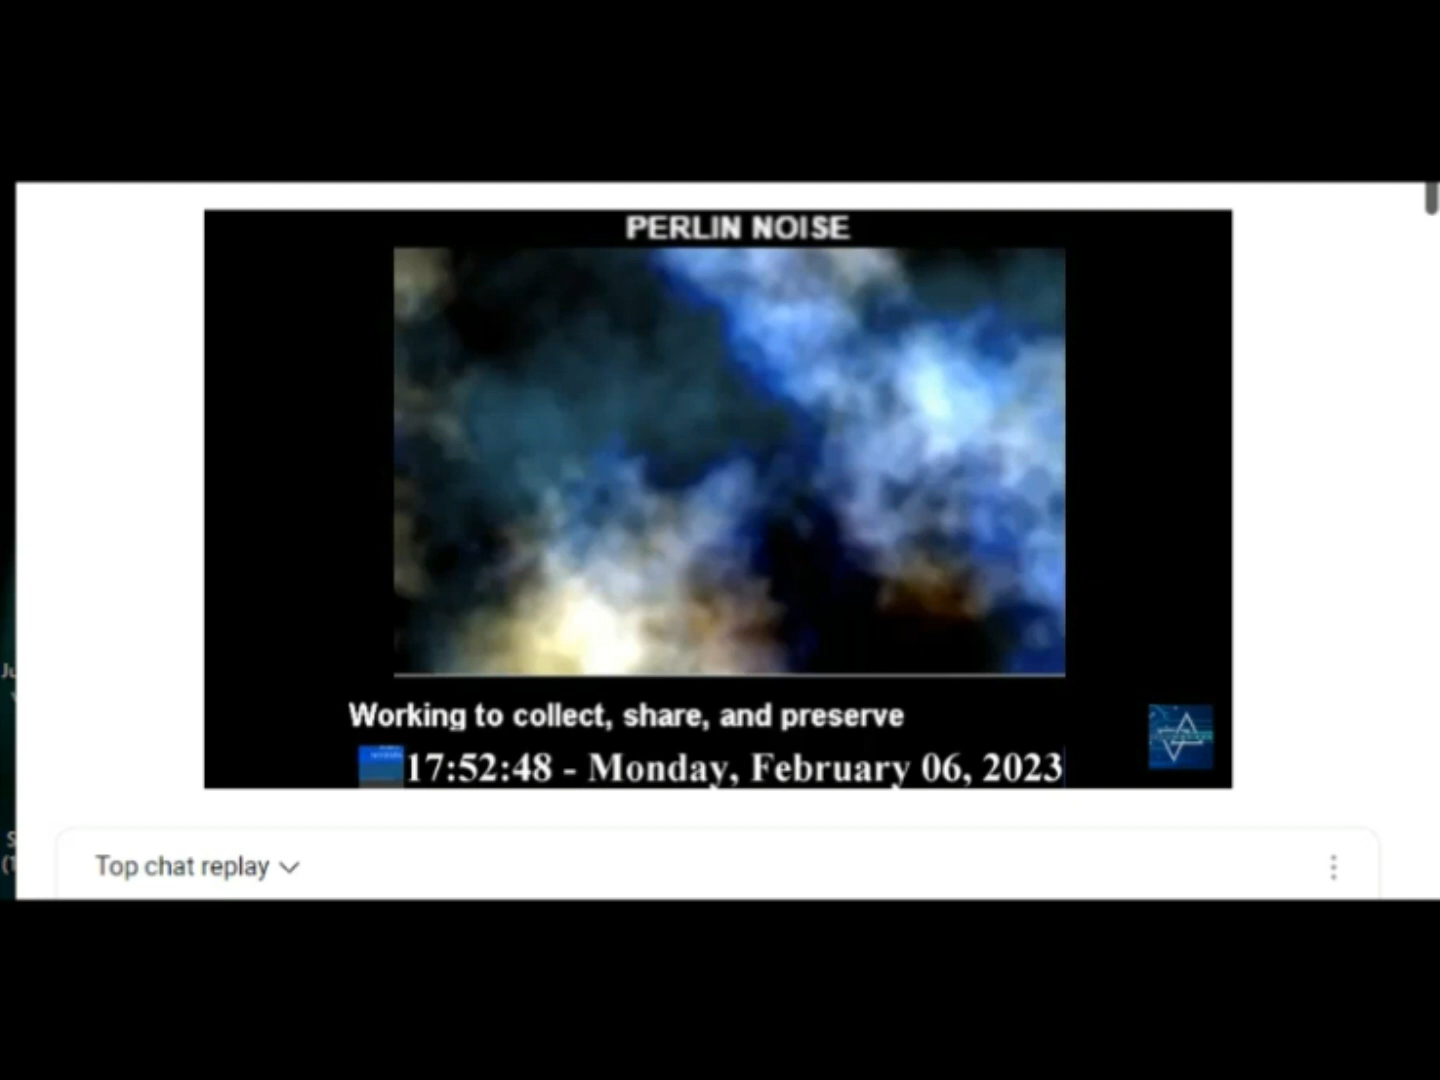 PERLIN NOISE
Working to collect, share, and preserve
17:52:48 - Monday, February 06, 2023
Top chat replay